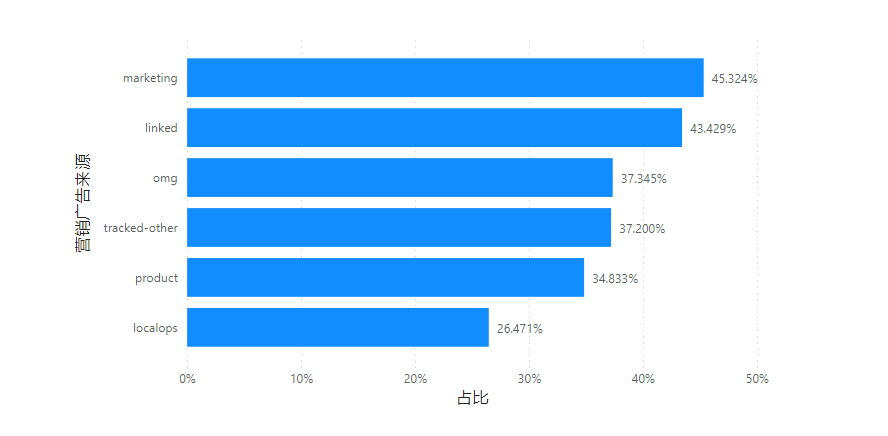 营销广告来源
marketing 45.324%
linked 43.429%
omg 37.345%
tracked-other 37.200%
product 34.833%
localops 26.471%
0% 10% 20% 30% 40% 50%
占比